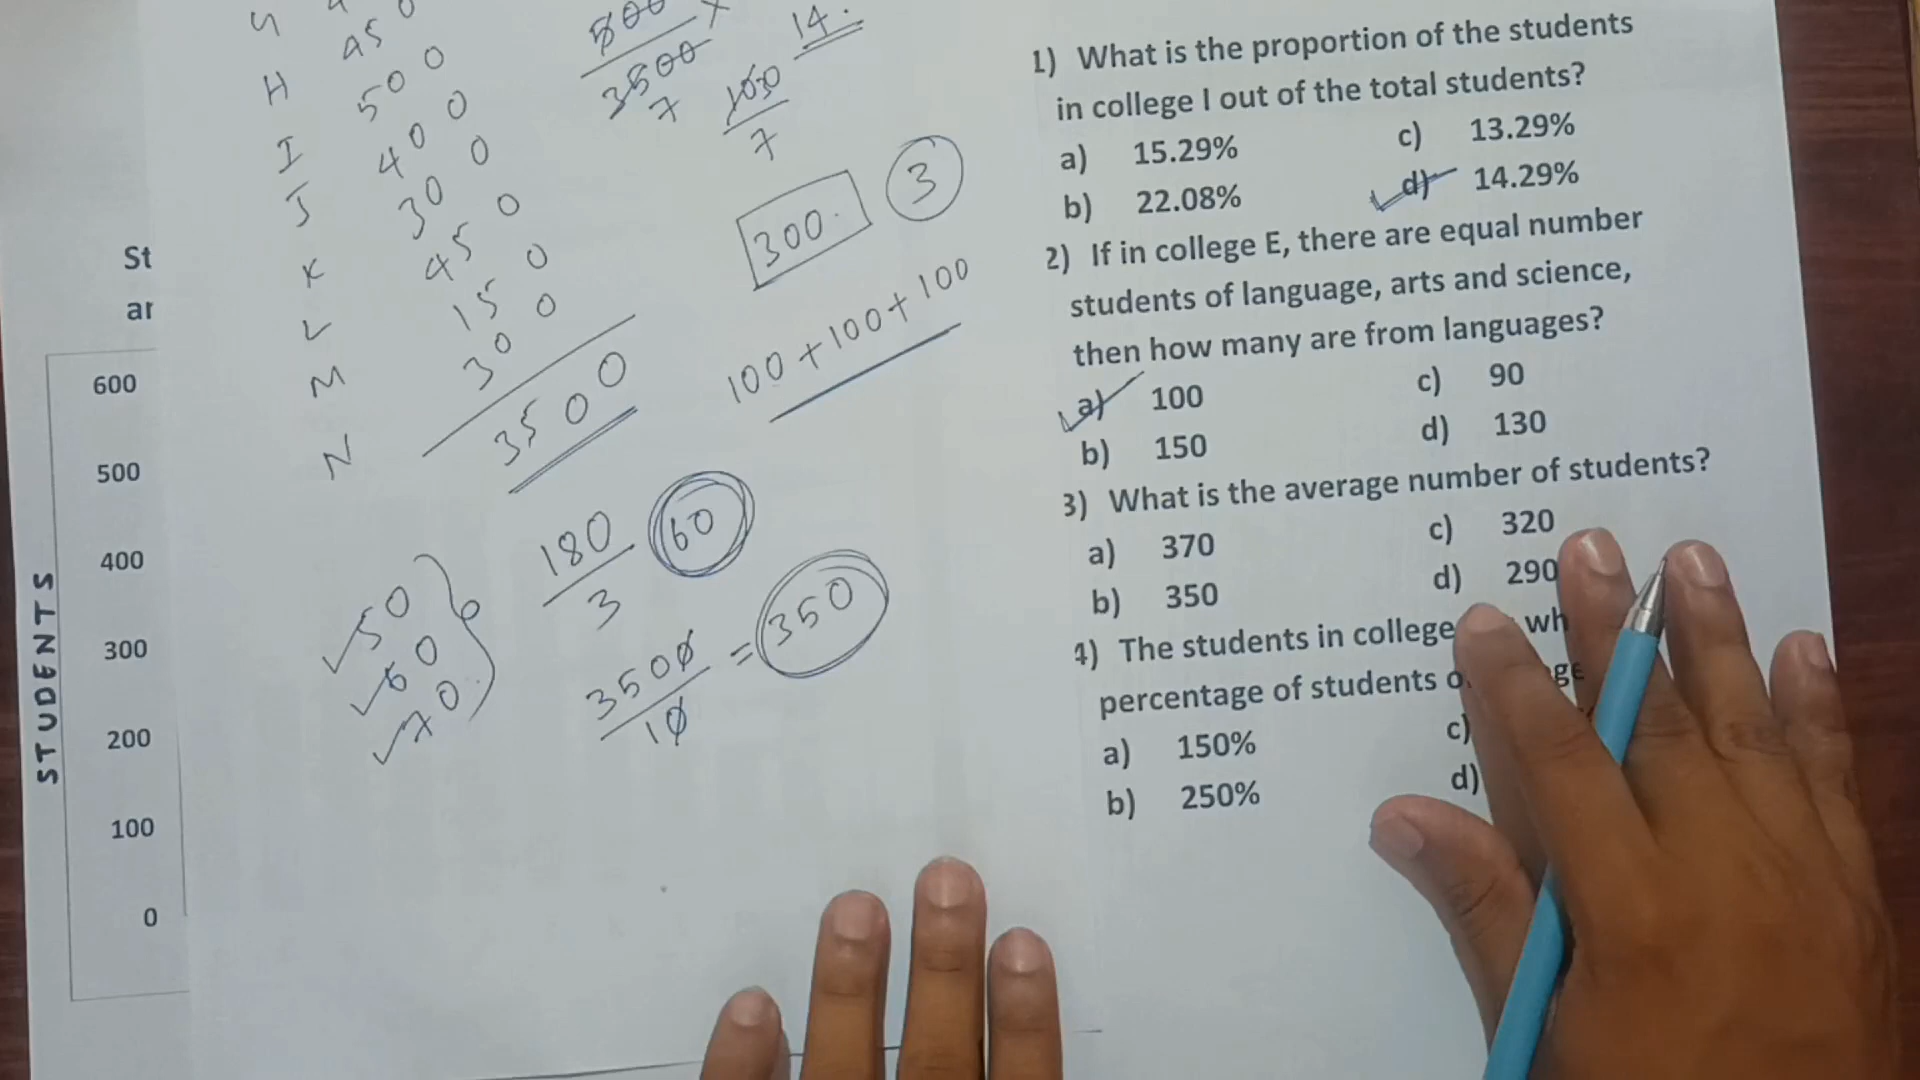 H
450
I
500
J
400
K
300
L
450
M
150
N
300
3500
500
3500
7
100
7
14.
300.
3
100+100+100
50
60
70
180
3
60
3500
10
= 350
St
ar
STUDENTS
600
500
400
300
200
100
0
1) What is the proportion of the students
in college I out of the total students?
a) 15.29% c) 13.29%
b) 22.08% d) 14.29%
2) If in college E, there are equal number
students of language, arts and science,
then how many are from languages?
a) 100 c) 90
b) 150 d) 130
3) What is the average number of students?
a) 370 c) 320
b) 350 d) 290
4) The students in college wh
percentage of students o ge
a) 150% c)
b) 250% d)